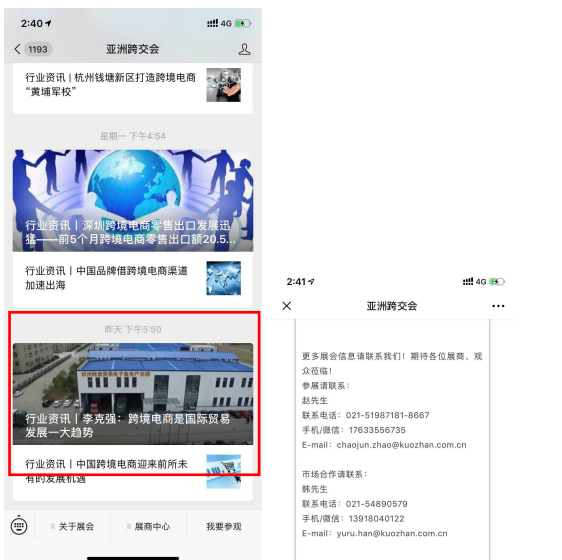 2:40
4G
1193
亚洲跨交会
行业资讯 | 杭州钱塘新区打造跨境电商
“黄埔军校”
星期一 下午4:54
行业资讯丨深圳跨境电商零售出口发展迅
猛——前5个月跨境电商零售出口额20.5...
行业资讯丨中国品牌借跨境电商渠道
加速出海
昨天 下午5:50
行业资讯丨李克强：跨境电商是国际贸易
发展一大趋势
行业资讯丨中国跨境电商迎来前所未
有的发展机遇
关于展会
展商中心
我要参观
2:41
4G
亚洲跨交会
更多展会信息请联系我们！期待各位展商、观
众莅临！
参展请联系：
赵先生
联系电话：021-51987181-8667
手机/微信：17633556735
E-mail：chaojun.zhao@kuozhan.com.cn
市场合作请联系：
韩先生
联系电话：021-54890579
手机/微信：13918040122
E-mail：yuru.han@kuozhan.com.cn